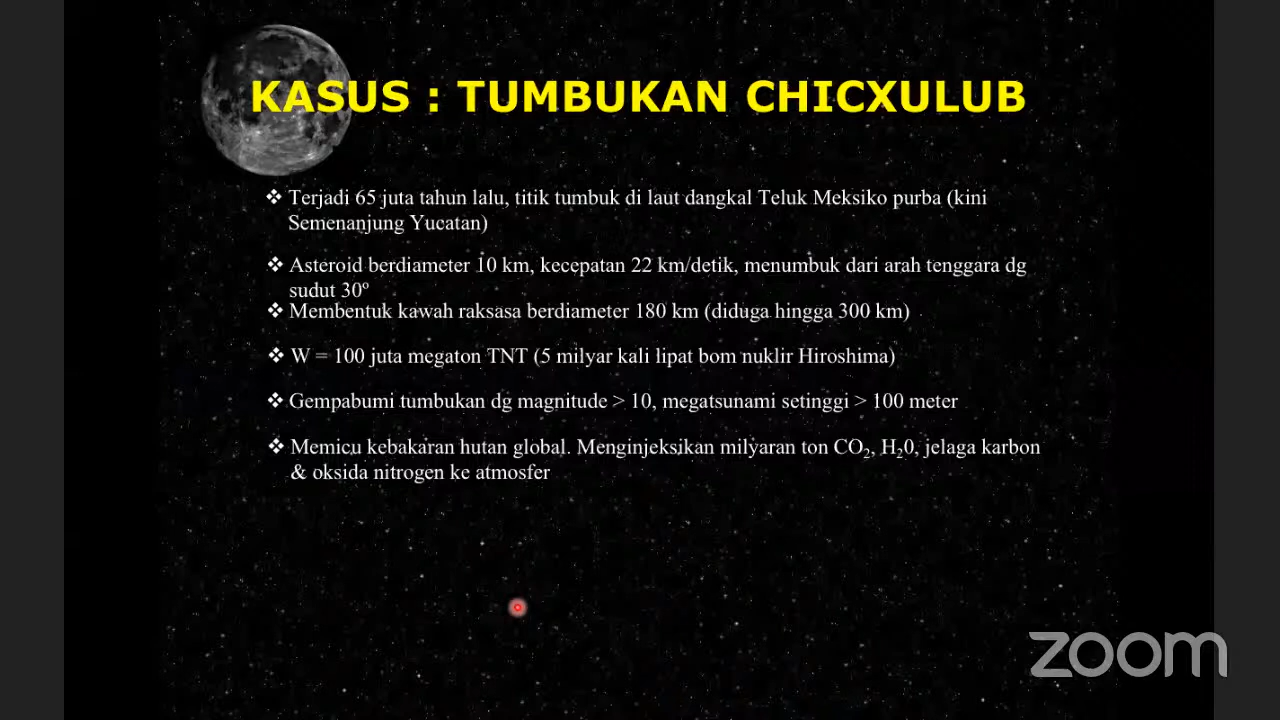 KASUS : TUMBUKAN CHICXULUB
❖ Terjadi 65 juta tahun lalu, titik tumbuk di laut dangkal Teluk Meksiko purba (kini
Semenanjung Yucatan)
❖ Asteroid berdiameter 10 km, kecepatan 22 km/detik, menumbuk dari arah tenggara dg
sudut 30º
❖ Membentuk kawah raksasa berdiameter 180 km (diduga hingga 300 km)
❖ W = 100 juta megaton TNT (5 milyar kali lipat bom nuklir Hiroshima)
❖ Gempabumi tumbukan dg magnitude > 10, megatsunami setinggi > 100 meter
❖ Memicu kebakaran hutan global. Menginjeksikan milyaran ton CO₂, H₂0, jelaga karbon
& oksida nitrogen ke atmosfer
zoom